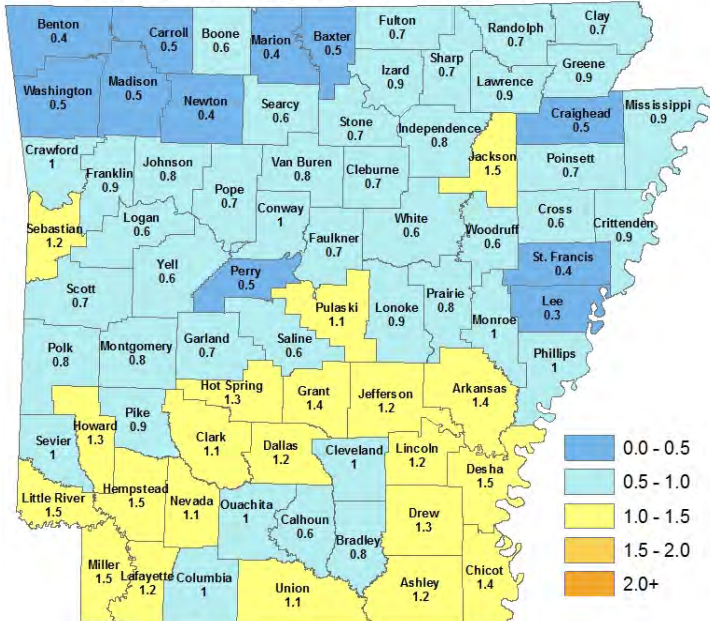 Benton
0.4
Carroll
0.5
Boone
0.6
Marion
0.4
Baxter
0.5
Fulton
0.7
Randolph
0.7
Clay
0.7
Washington
0.5
Madison
0.5
Newton
0.4
Searcy
0.6
Stone
0.7
Izard
0.9
Sharp
0.7
Lawrence
0.9
Greene
0.9
Independence
0.8
Craighead
0.5
Mississippi
0.9
Crawford
1
Franklin
0.9
Johnson
0.8
Pope
0.7
Van Buren
0.8
Cleburne
0.7
Jackson
1.5
Poinsett
0.7
Sebastian
1.2
Logan
0.6
Conway
1
Faulkner
0.7
White
0.6
Woodruff
0.6
Cross
0.6
Crittenden
0.9
Scott
0.7
Yell
0.6
Perry
0.5
Pulaski
1.1
Lonoke
0.9
Prairie
0.8
Monroe
1
St. Francis
0.4
Lee
0.3
Phillips
1
Polk
0.8
Montgomery
0.8
Garland
0.7
Saline
0.6
Hot Spring
1.3
Grant
1.4
Jefferson
1.2
Arkansas
1.4
Sevier
1
Howard
1.3
Pike
0.9
Clark
1.1
Dallas
1.2
Cleveland
1
Lincoln
1.2
Desha
1.5
Little River
1.5
Hempstead
1.5
Nevada
1.1
Ouachita
1
Calhoun
0.6
Bradley
0.8
Drew
1.3
Miller
1.5
Lafayette
1.2
Columbia
1
Union
1.1
Ashley
1.2
Chicot
1.4
0.0 - 0.5
0.5 - 1.0
1.0 - 1.5
1.5 - 2.0
2.0+